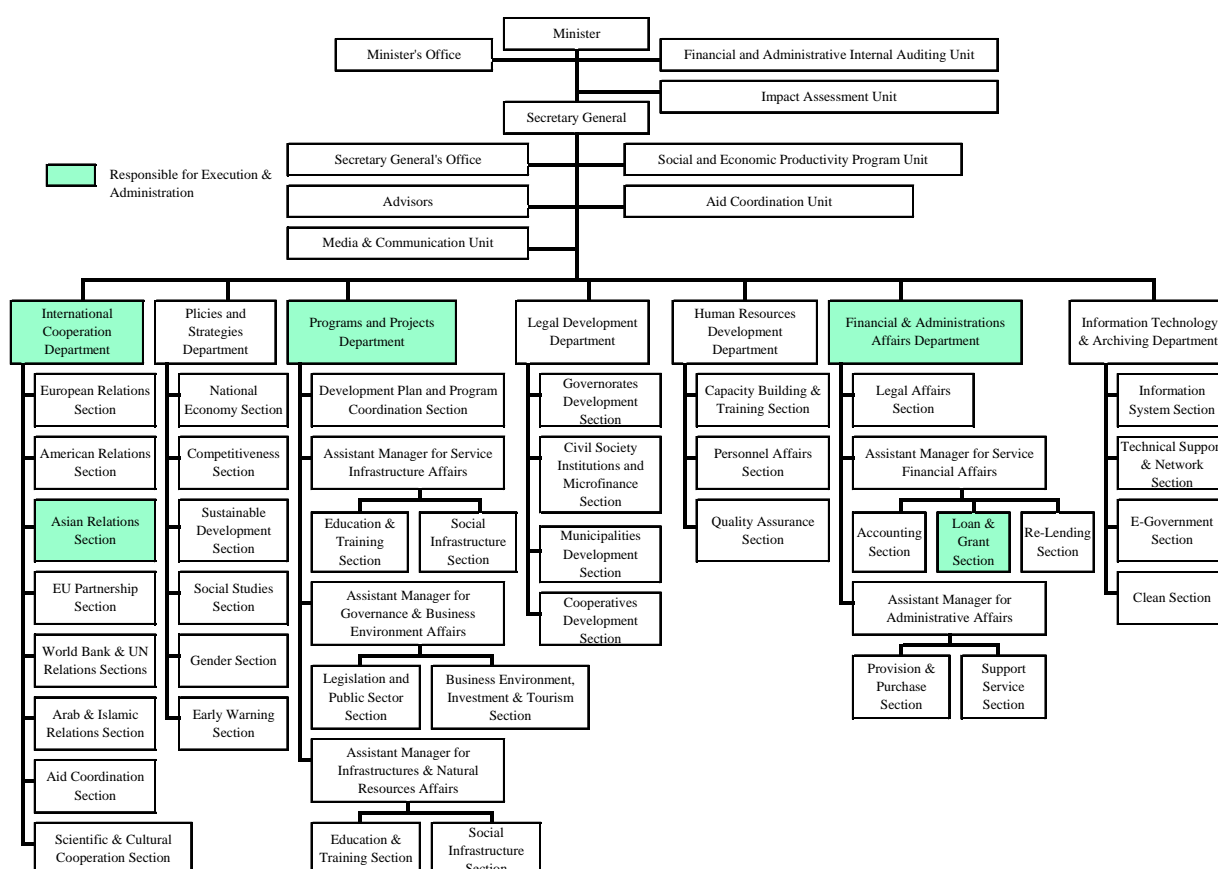 Minister
Minister's Office
Financial and Administrative Internal Auditing Unit
Impact Assessment Unit
Secretary General
Secretary General's Office
Social and Economic Productivity Program Unit
Responsible for Execution &
Administration
Advisors
Aid Coordination Unit
Media & Communication Unit
International
Cooperation
Department
Plicies and
Strategies
Department
Programs and Projects
Department
Legal Development
Department
Human Resources
Development
Department
Financial & Administrations
Affairs Department
Information Technology
& Archiving Department
European Relations
Section
American Relations
Section
Asian Relations
Section
EU Partnership
Section
World Bank & UN
Relations Sections
Arab & Islamic
Relations Section
Aid Coordination
Section
Scientific & Cultural
Cooperation Section
National
Economy Section
Competitiveness
Section
Sustainable
Development
Section
Social Studies
Section
Gender Section
Early Warning
Section
Development Plan and Program
Coordination Section
Assistant Manager for Service
Infrastructure Affairs
Education &
Training
Section
Social
Infrastructure
Section
Assistant Manager for
Governance & Business
Environment Affairs
Legislation and
Public Sector
Section
Business Environment,
Investment & Tourism
Section
Assistant Manager for
Infrastructures & Natural
Resources Affairs
Education &
Training Section
Social
Infrastructure
Section
Governorates
Development
Section
Civil Society
Institutions and
Microfinance
Section
Municipalities
Development
Section
Cooperatives
Development
Section
Capacity Building &
Training Section
Personnel Affairs
Section
Quality Assurance
Section
Legal Affairs
Section
Assistant Manager for Service
Financial Affairs
Accounting
Section
Loan &
Grant
Section
Re-Lending
Section
Assistant Manager for
Administrative Affairs
Provision &
Purchase
Section
Support
Service
Section
Information
System Section
Technical Support
& Network
Section
E-Government
Section
Clean Section